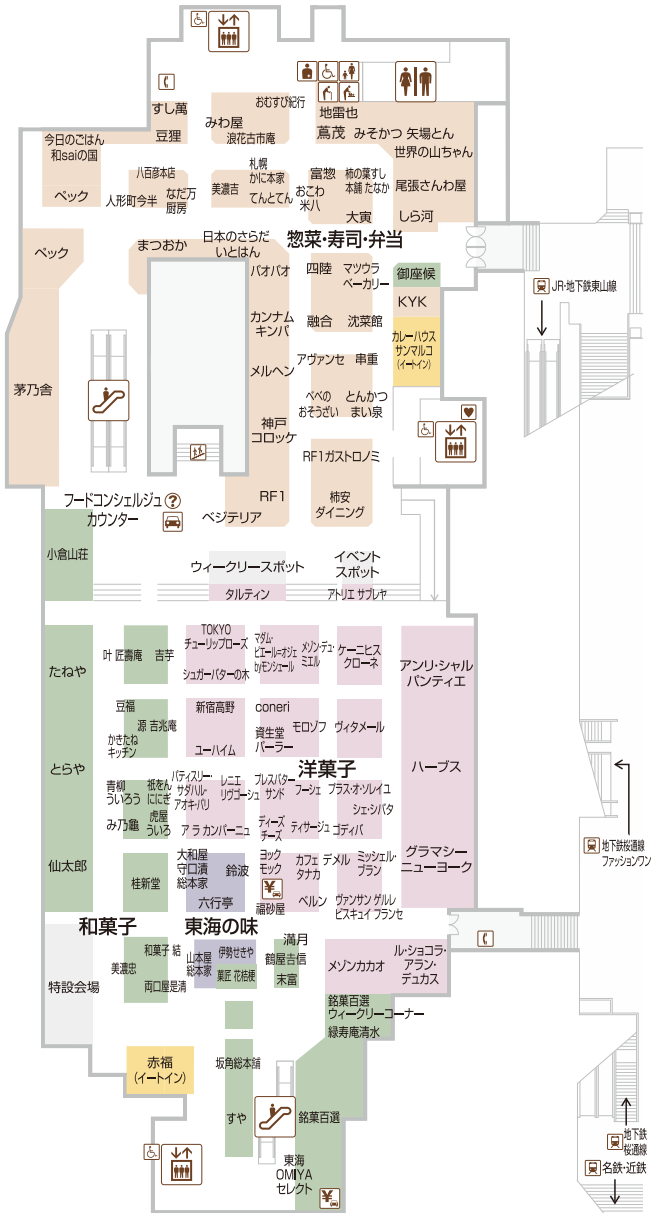 おむすび紀行
すし萬
みわ屋
豆狸
浪花古市庵
地雷也
蔦茂
みそかつ 矢場とん
世界の山ちゃん
今日のごはん
和saiの国
ベック
八百彦本店
人形町今半
なだ万
厨房
美濃吉
札幌
かに本家
てんとてん
富惣
おこわ
米八
柿の葉すし
本舗 たなか
大寅
尾張さんわ屋
しら河
惣菜・寿司・弁当
ベック
まつおか
日本のさらだ
いとはん
パオパオ
四陸
マツウラ
ベーカリー
御座候
KYK
JR・地下鉄東山線
カンナム
キンパ
融合
沈菜館
カレーハウス
サンマルコ
(イートイン)
メルヘン
アヴァンセ
串重
茅乃舎
べべの
おそうざい
とんかつ
まい泉
神戸
コロッケ
RF1ガストロノミ
フードコンシェルジュ
カウンター
?
RF1
ベジテリア
柿安
ダイニング
小倉山荘
ウィークリースポット
イベント
スポット
タルティン
アトリエ サブレヤ
たねや
叶 匠壽庵
吉芋
TOKYO
チューリップローズ
シュガーバターの木
マダム・
ピエール=オジェ
byモンシェール
メゾン・デュ・
ミエル
ケーニヒス
クローネ
アンリ・シャル
パンティエ
豆福
源 吉兆庵
かきたね
キッチン
新宿高野
ユーハイム
coneri
資生堂
パーラー
モロゾフ
ヴィタメール
とらや
洋菓子
ハーブス
青柳
ういろう
祇をん
ににぎ
み乃龜
虎屋
ういろ
パティスリー・
サダハル・
アオキ・パリ
レニエ
リヴゴーシュ
ア ラ カンパーニュ
プレスバター
サンド
フーシェ
プラス・オ・ソレイユ
シェ・シバタ
ディーズ
チーズ
ティサージュ
ゴディバ
地下鉄桜通線
ファッションワン
仙太郎
桂新堂
大和屋
守口漬
総本家
鈴波
六行亭
ヨック
モック
福砂屋
カフェ
タナカ
デメル
ミッシェル・
ブラン
ベルン
ヴァンサン ゲルレ
ビスキュイ フランセ
グラマシー
ニューヨーク
和菓子
東海の味
特設会場
和菓子 結
美濃忠
両口屋是清
山本屋
総本家
伊勢せきや
菓匠 花桔梗
満月
鶴屋吉信
末富
メゾンカカオ
ル・ショコラ・
アラン・
デュカス
銘菓百選
ウィークリーコーナー
緑寿庵清水
赤福
(イートイン)
坂角総本舗
すや
銘菓百選
東海
OMIYA
セレクト
地下鉄
桜通線
名鉄・近鉄